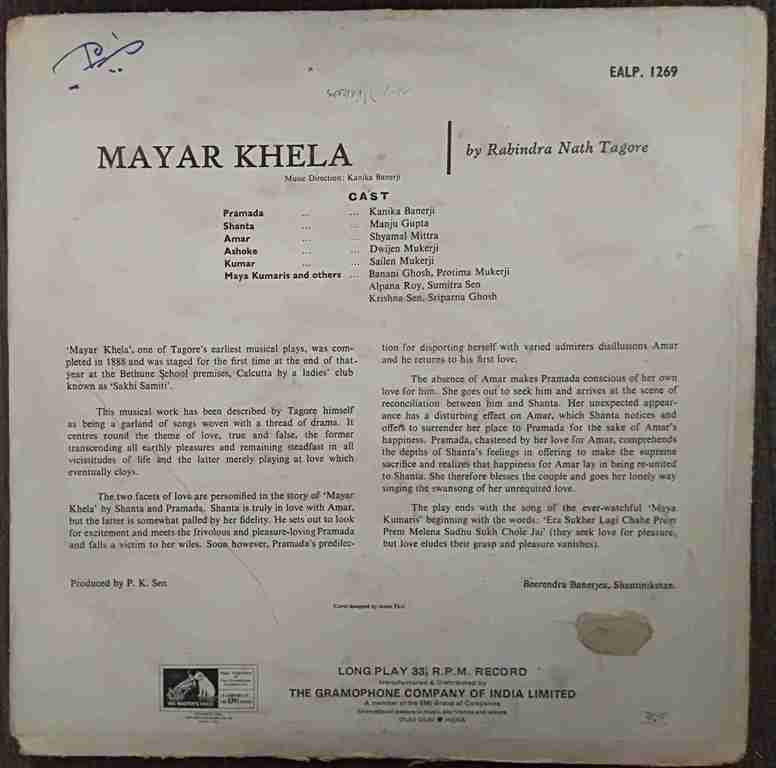 EALP. 1269
MAYAR KHELA
by Rabindra Nath Tagore
Music Direction: Kanika Banerji
CAST
Pramada ... ... Kanika Banerji
Shanta ... ... Manju Gupta
Amar ... ... Shyamal Mittra
Ashoke ... ... Dwijen Mukerji
Kumar ... ... Sailen Mukerji
Maya Kumaris and others ... Banani Ghosh, Protima Mukerji
Alpana Roy, Sumitra Sen
Krishna Sen, Sriparna Ghosh
'Mayar Khela', one of Tagore's earliest musical plays, was com-
pleted in 1888 and was staged for the first time at the end of that-
year at the Bethune School premises, Calcutta by a ladies' club
known as 'Sakhi Samiti'.
This musical work has been described by Tagore himself
as being a garland of songs woven with a thread of drama. It
centres round the theme of love, true and false, the former
transcending all earthly pleasures and remaining steadfast in all
vicissitudes of life and the latter merely playing at love which
eventually cloys.
The two facets of love are personified in the story of 'Mayar
Khela' by Shanta and Pramada. Shanta is truly in love with Amar,
but the latter is somewhat palled by her fidelity. He sets out to look
for excitement and meets the frivolous and pleasure-loving Pramada
and falls a victim to her wiles. Soon however, Pramada's predilec-
tion for disporting herself with varied admirers disillusions Amar
and he returns to his first love.
The absence of Amar makes Pramada conscious of her own
love for him. She goes out to seek him and arrives at the scene of
reconciliation between him and Shanta. Her unexpected appear-
ance has a disturbing effect on Amar, which Shanta notices and
offers to surrender her place to Pramada for the sake of Amar's
happiness. Pramada, chastened by her love for Amar, comprehends
the depths of Shanta's feelings in offering to make the supreme
sacrifice and realizes that happiness for Amar lay in being re-united
to Shanta. She therefore blesses the couple and goes her lonely way
singing the swansong of her unrequited love.
The play ends with the song of the ever-watchful 'Maya
Kumaris' beginning with the words: 'Era Sukher Lagi Chahe Prem
Prem Melena Sudhu Sukh Chole Jai' (they seek love for pleasure,
but love eludes their grasp and pleasure vanishes).
Produced by P. K. Sen
Beerendra Banerjee, Shantiniketan.
Cover designed by
HIS MASTER'S VOICE
EMI
LONG PLAY 33⅓ R.P.M. RECORD
Manufactured & Distributed by
THE GRAMOPHONE COMPANY OF INDIA LIMITED
A member of the EMI Group of Companies
International leaders in music, electronics and leisure
DUM DUM ● INDIA